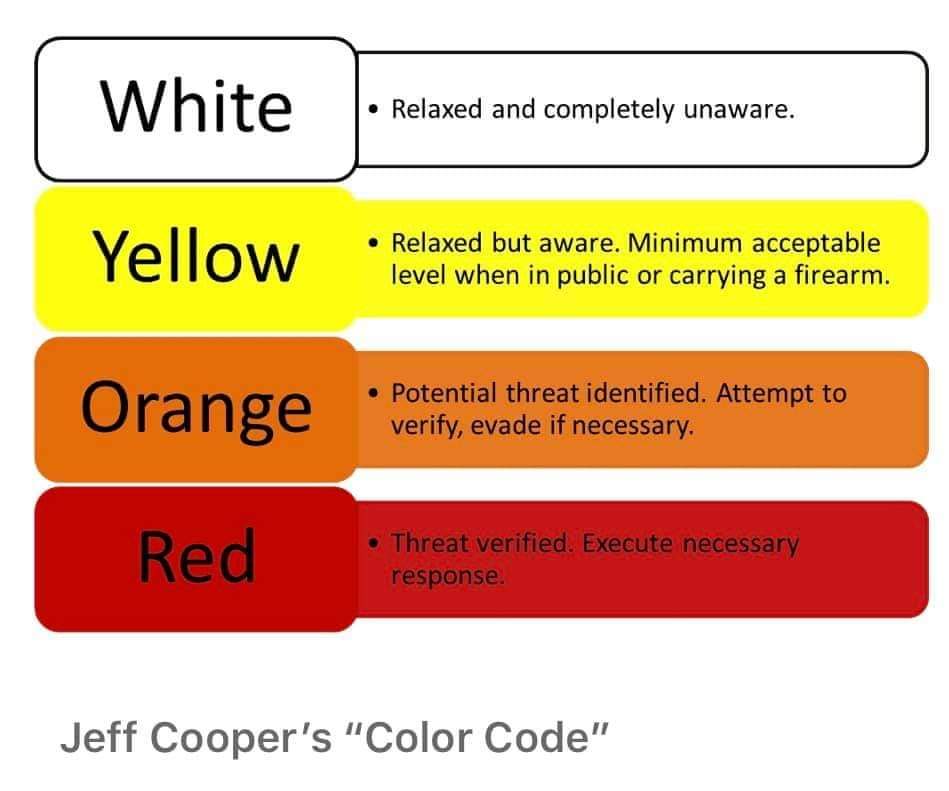 White
• Relaxed and completely unaware.
Yellow
• Relaxed but aware. Minimum acceptable
level when in public or carrying a firearm.
Orange
• Potential threat identified. Attempt to
verify, evade if necessary.
Red
• Threat verified. Execute necessary
response.
Jeff Cooper’s “Color Code”